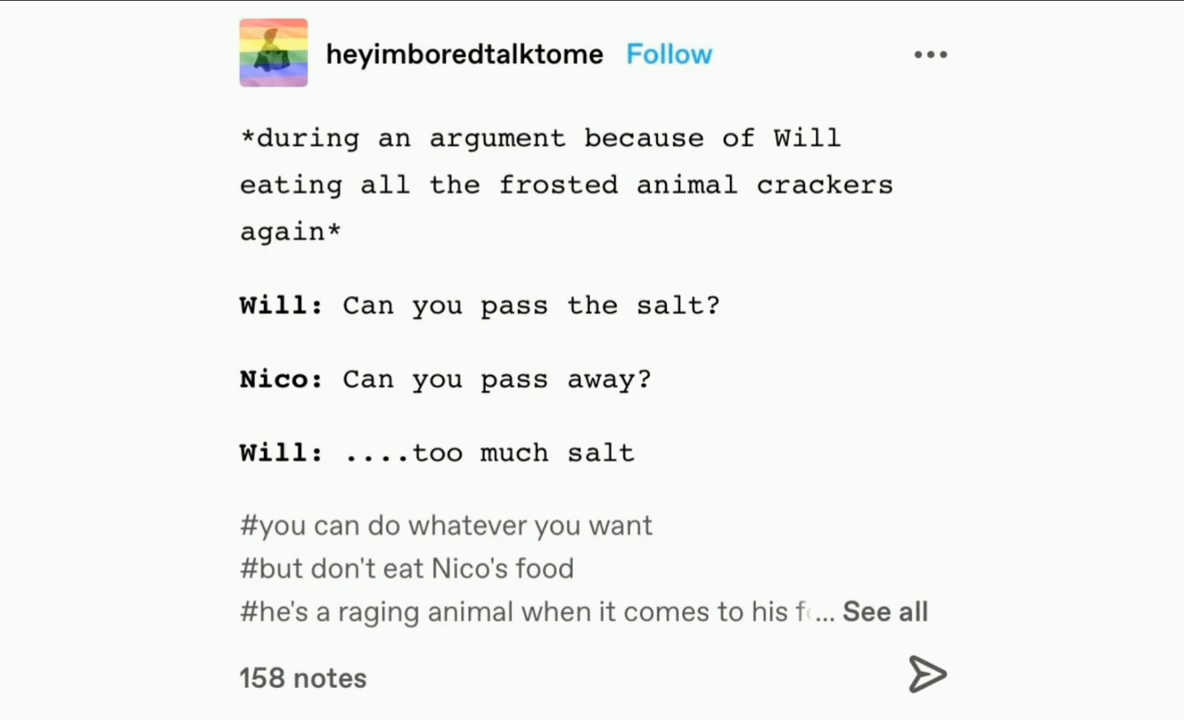 heyimboredtalktome Follow
*during an argument because of Will
eating all the frosted animal crackers
again*
Will: Can you pass the salt?
Nico: Can you pass away?
Will: ....too much salt
#you can do whatever you want
#but don't eat Nico's food
#he's a raging animal when it comes to his f... See all
158 notes